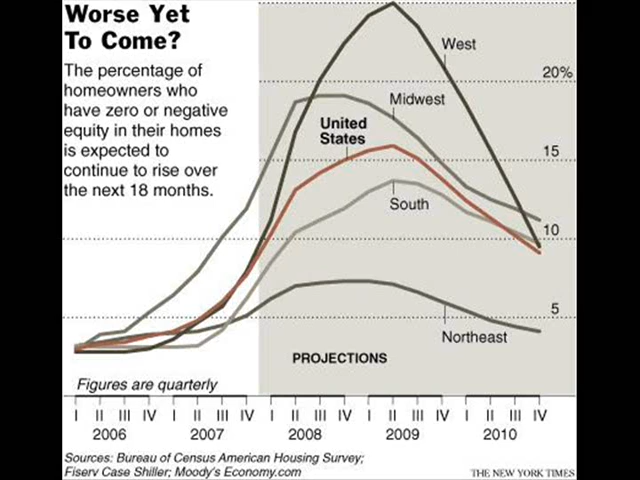 Worse Yet
To Come?
The percentage of
homeowners who
have zero or negative
equity in their homes
is expected to
continue to rise over
the next 18 months.
West
20%
Midwest
United
States
15
South
10
5
Northeast
PROJECTIONS
Figures are quarterly
I II III IV I II III IV I II III IV I II III IV I II III IV
2006 2007 2008 2009 2010
Sources: Bureau of Census American Housing Survey;
Fiserv Case Shiller; Moody's Economy.com
THE NEW YORK TIMES